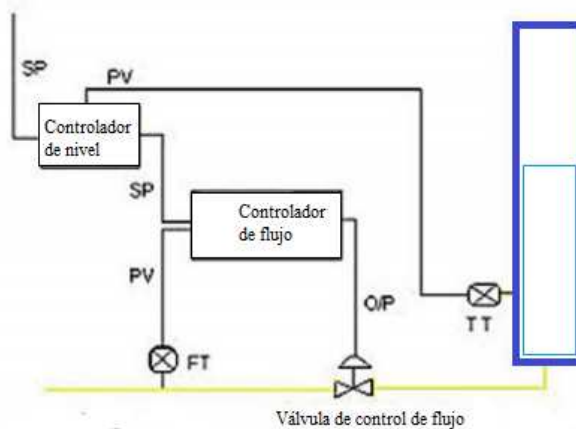 SP
PV
Controlador
de nivel
SP
Controlador
de flujo
PV
O/P
TT
FT
Válvula de control de flujo